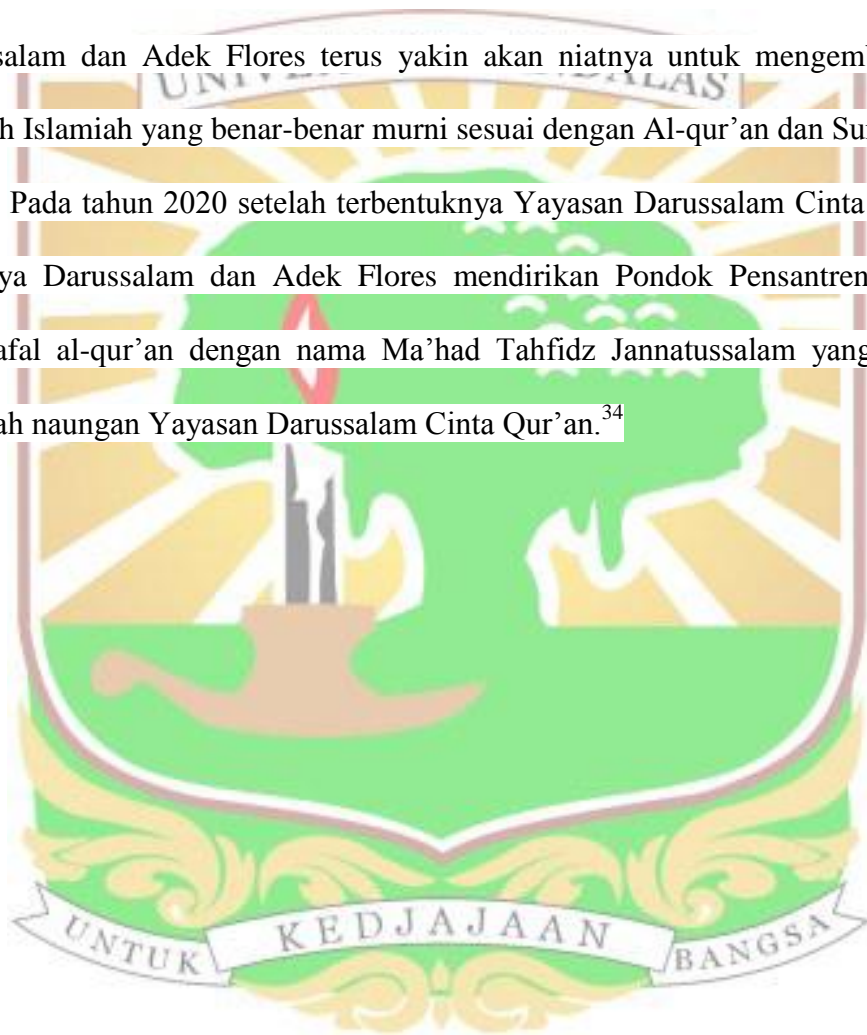 salam dan Adek Flores terus yakin akan niatnya untuk mengemb
UNIVERSITAS ANDALAS
h Islamiah yang benar-benar murni sesuai dengan Al-qur’an dan Su
Pada tahun 2020 setelah terbentuknya Yayasan Darussalam Cinta
ya Darussalam dan Adek Flores mendirikan Pondok Pensantren
afal al-qur’an dengan nama Ma’had Tahfidz Jannatussalam yang
ah naungan Yayasan Darussalam Cinta Qur’an.34
UNTUK KEDJAJAAN BANGSA